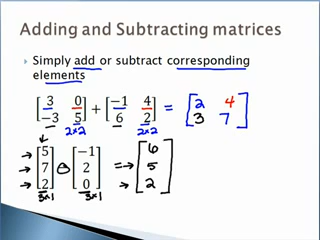 Adding and Subtracting matrices
Simply add or subtract corresponding
elements
[3 0] + [-1 4] = [2 4]
[-3 5] [6 2] [3 7]
2x2 2x2
[5] - [-1] => [6]
[7] [2] [5]
[2] [0] [2]
3x1 3x1